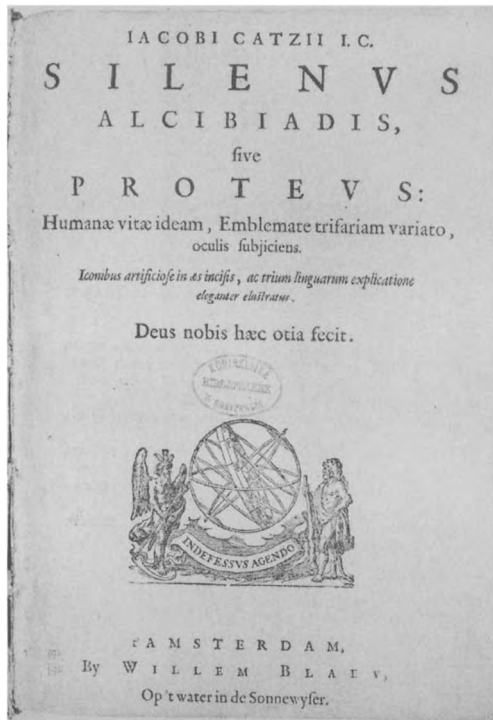 IACOBI CATZII I. C.
SILENVS
ALCIBIADIS,
ſive
PROTEVS:
Humanæ vitæ ideam, Emblemate trifariam variato,
oculis ſubjiciens.
Iconibus artificioſe in æs inciſis, ac trium linguarum explicatione
eleganter eluſtratus.
Deus nobis hæc otia fecit.
KONINKLIJKE
BIBLIOTHEEK
INDEFESSVS AGENDO
AMSTERDAM,
By WILLEM BLAEV,
Op 't water in de Sonnewyſer.